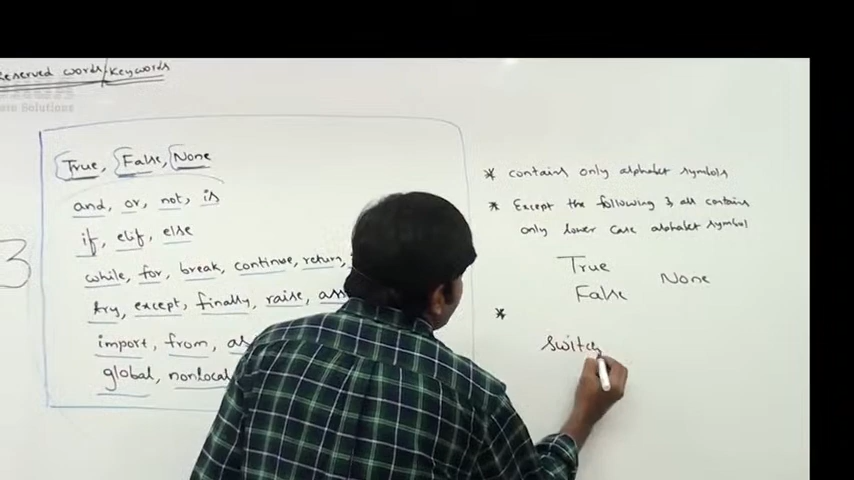 Reserved words/Keywords
True, False, None
and, or, not, is
if, elif, else
while, for, break, continue, return,
try, except, finally, raise,
import, from,
global, nonlocal
3
* contains only alphabet symbols
* Except the following 3 all contains
only lower case alphabet symbol
True
False None
*
switch